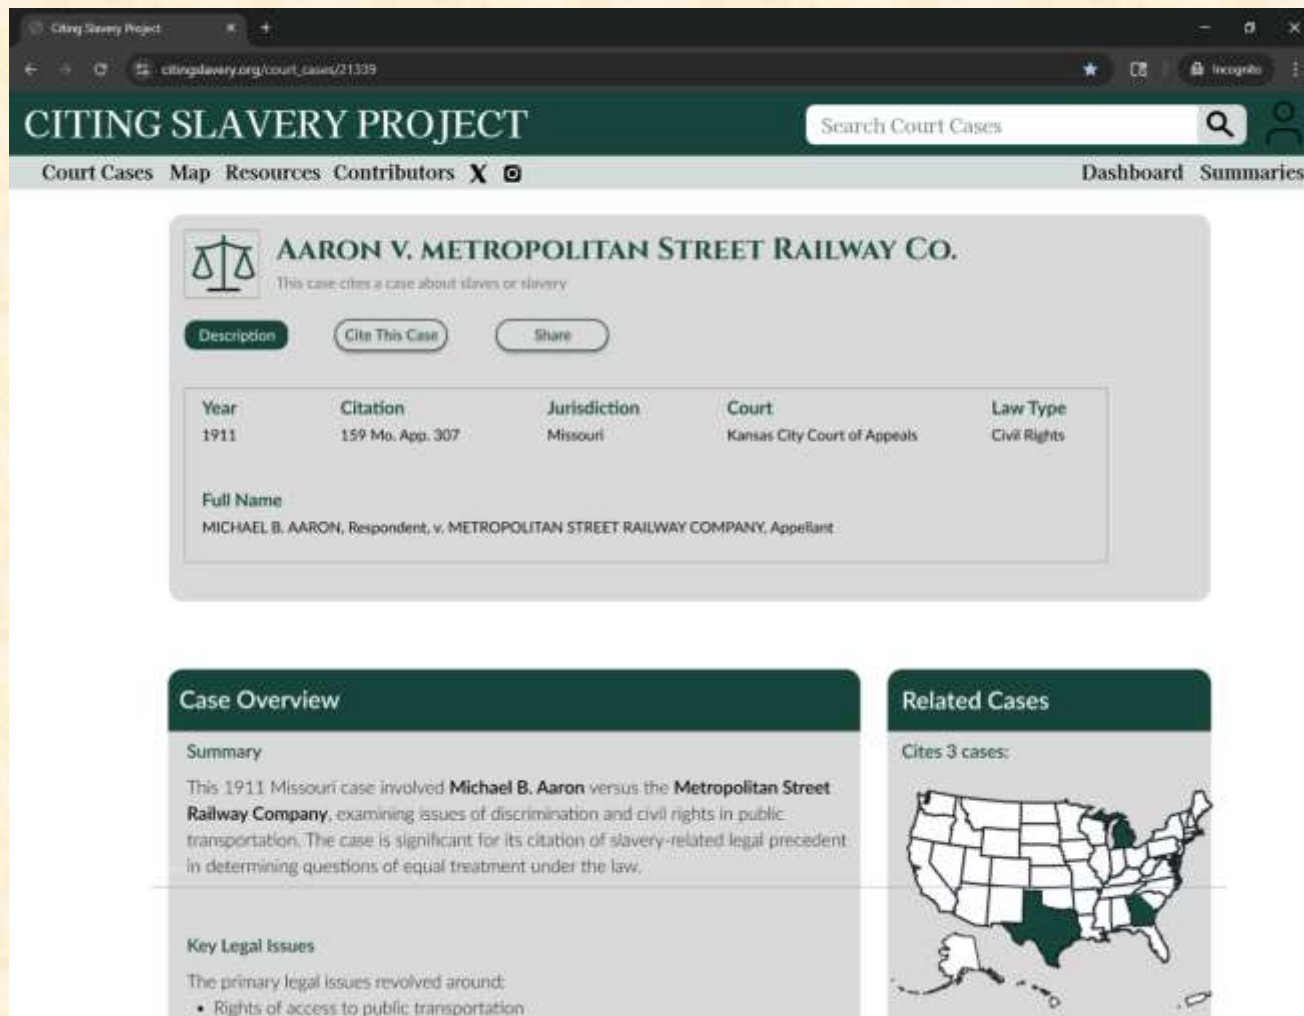 Citing Slavery Project
citingslavery.org/court_cases/21339
Incognito
CITING SLAVERY PROJECT
Search Court Cases
Court Cases Map Resources Contributors X
Dashboard Summaries
AARON V. METROPOLITAN STREET RAILWAY CO.
This case cites a case about slaves or slavery
Description Cite This Case Share
Year Citation Jurisdiction Court Law Type
1911 159 Mo. App. 307 Missouri Kansas City Court of Appeals Civil Rights
Full Name
MICHAEL B. AARON, Respondent, v. METROPOLITAN STREET RAILWAY COMPANY, Appellant
Case Overview
Summary
This 1911 Missouri case involved Michael B. Aaron versus the Metropolitan Street
Railway Company, examining issues of discrimination and civil rights in public
transportation. The case is significant for its citation of slavery-related legal precedent
in determining questions of equal treatment under the law.
Key Legal Issues
The primary legal issues revolved around:
• Rights of access to public transportation
Related Cases
Cites 3 cases: